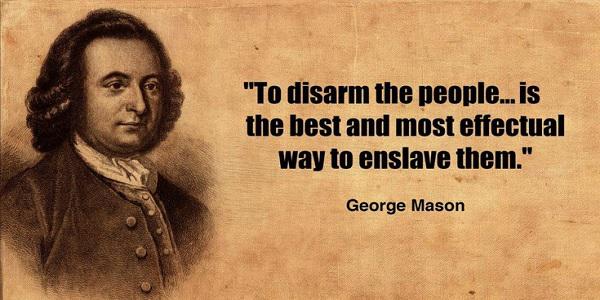 "To disarm the people... is
the best and most effectual
way to enslave them."
George Mason